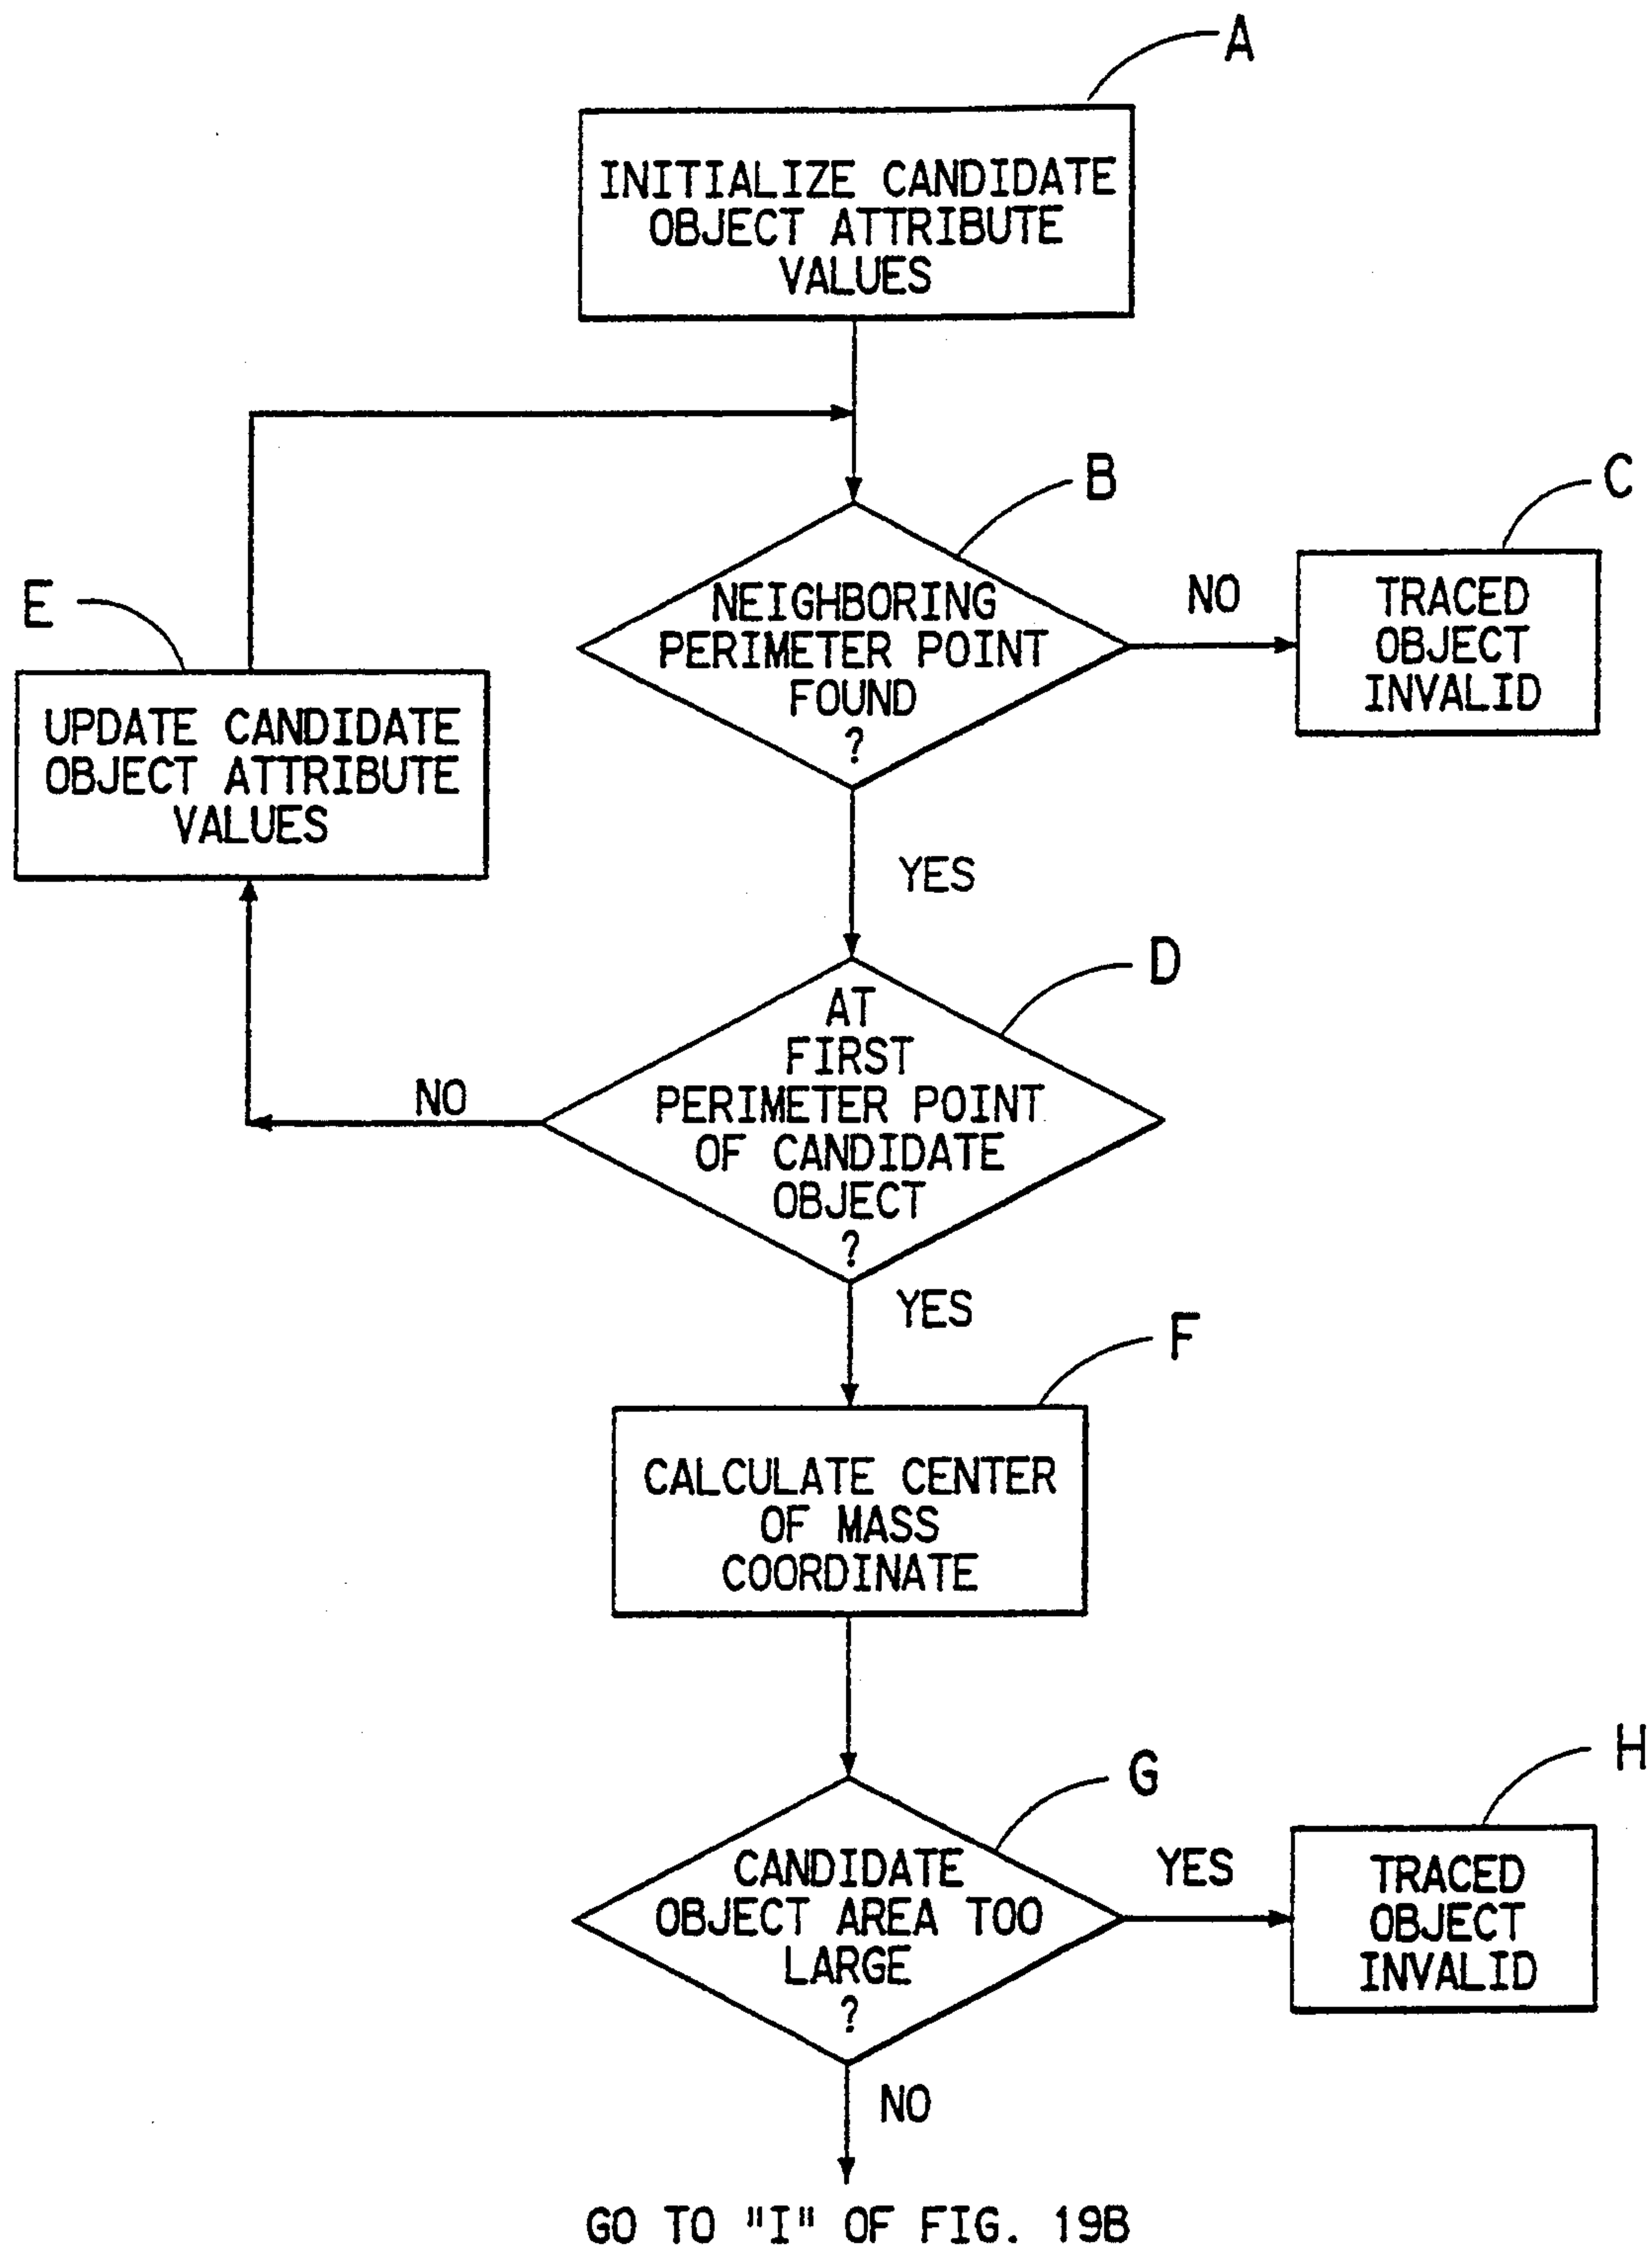 A
INITIALIZE CANDIDATE
OBJECT ATTRIBUTE
VALUES
B
C
NEIGHBORING
PERIMETER POINT
FOUND
?
NO
TRACED
OBJECT
INVALID
E
UPDATE CANDIDATE
OBJECT ATTRIBUTE
VALUES
YES
D
AT
FIRST
PERIMETER POINT
OF CANDIDATE
OBJECT
?
NO
YES
F
CALCULATE CENTER
OF MASS
COORDINATE
G
H
CANDIDATE
OBJECT AREA TOO
LARGE
?
YES
TRACED
OBJECT
INVALID
NO
GO TO "I" OF FIG. 19B